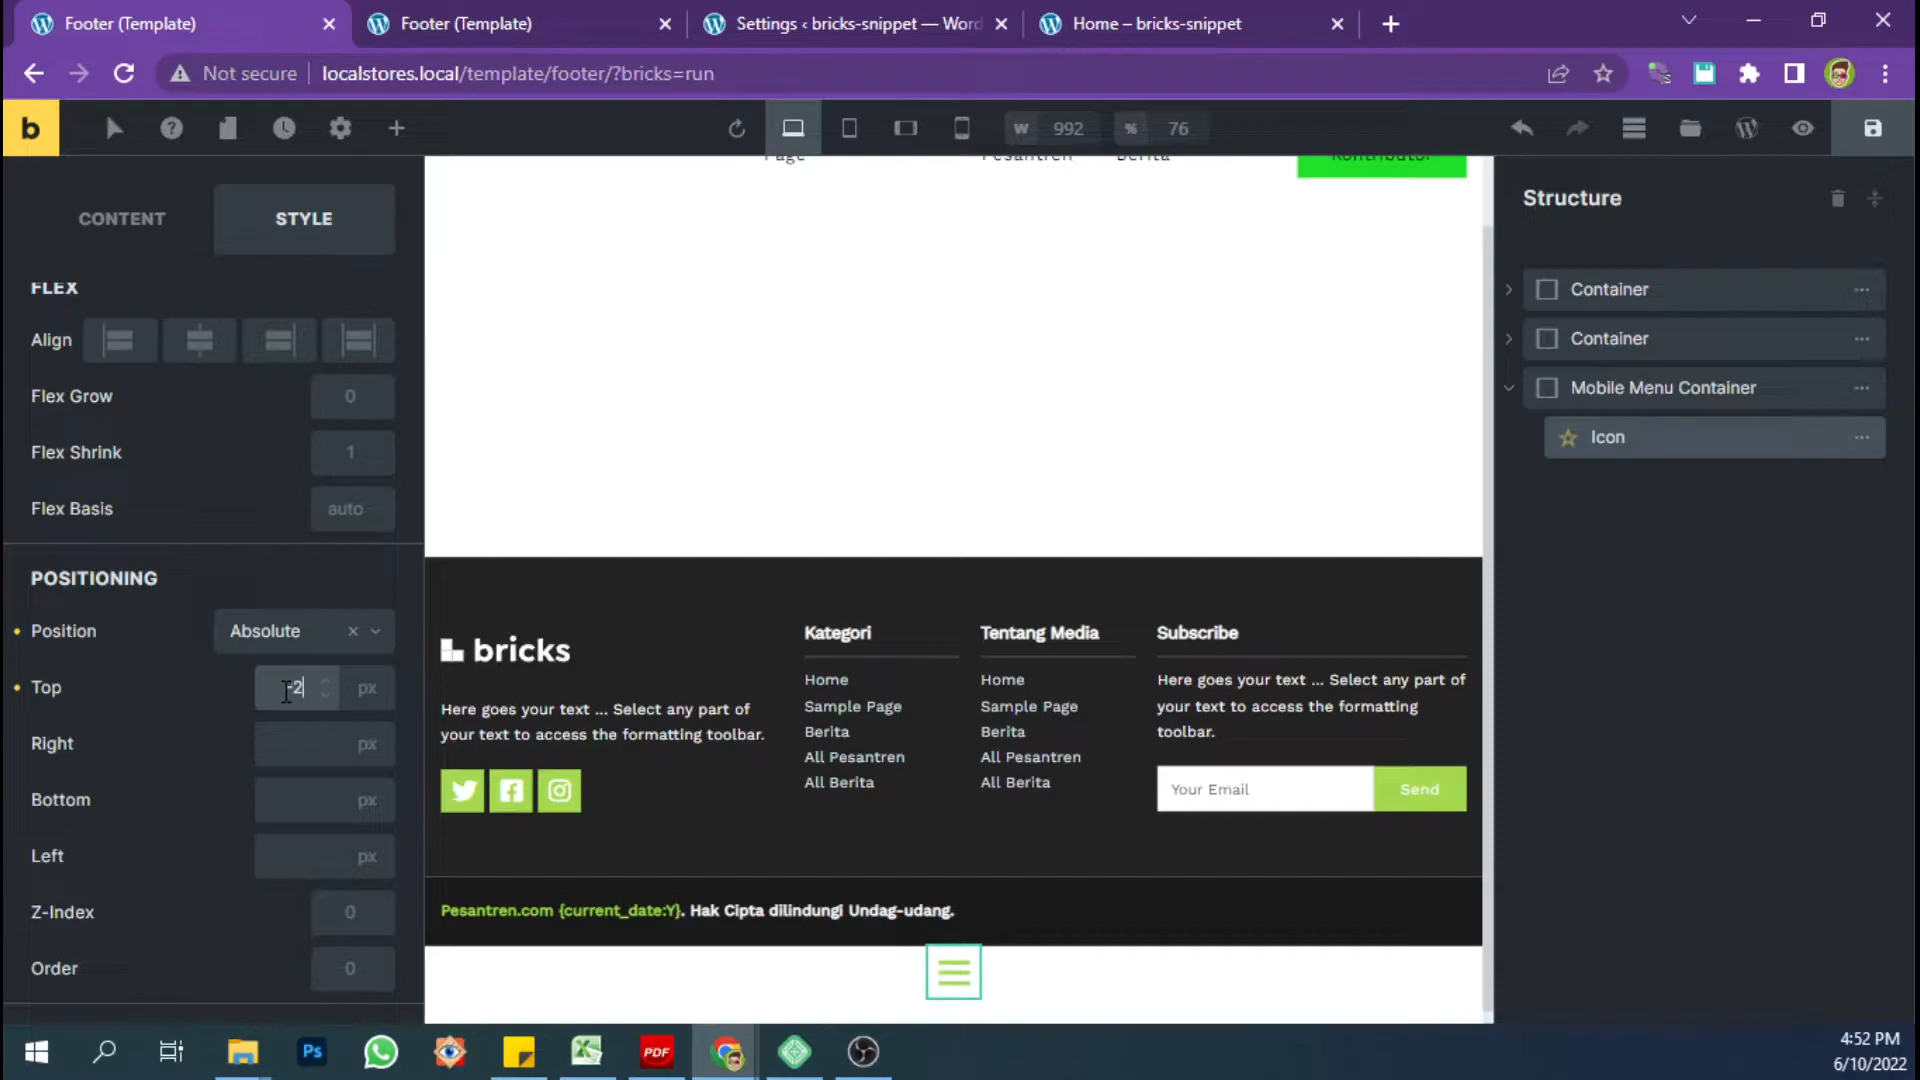 Footer (Template)
Footer (Template)
Settings ‹ bricks-snippet — Word
Home – bricks-snippet
Not secure
localstores.local/template/footer/?bricks=run
b
W 992
% 76
CONTENT
STYLE
FLEX
Align
Flex Grow 0
Flex Shrink 1
Flex Basis auto
POSITIONING
Position Absolute
Top -2 px
Right px
Bottom px
Left px
Z-Index 0
Order 0
Page
Pesantren
Berita
Kontributor
bricks
Here goes your text ... Select any part of
your text to access the formatting toolbar.
Kategori
Home
Sample Page
Berita
All Pesantren
All Berita
Tentang Media
Home
Sample Page
Berita
All Pesantren
All Berita
Subscribe
Here goes your text ... Select any part of
your text to access the formatting
toolbar.
Your Email
Send
Pesantren.com {current_date:Y}. Hak Cipta dilindungi Undag-udang.
Structure
Container
Container
Mobile Menu Container
Icon
Ps
PDF
4:52 PM
6/10/2022